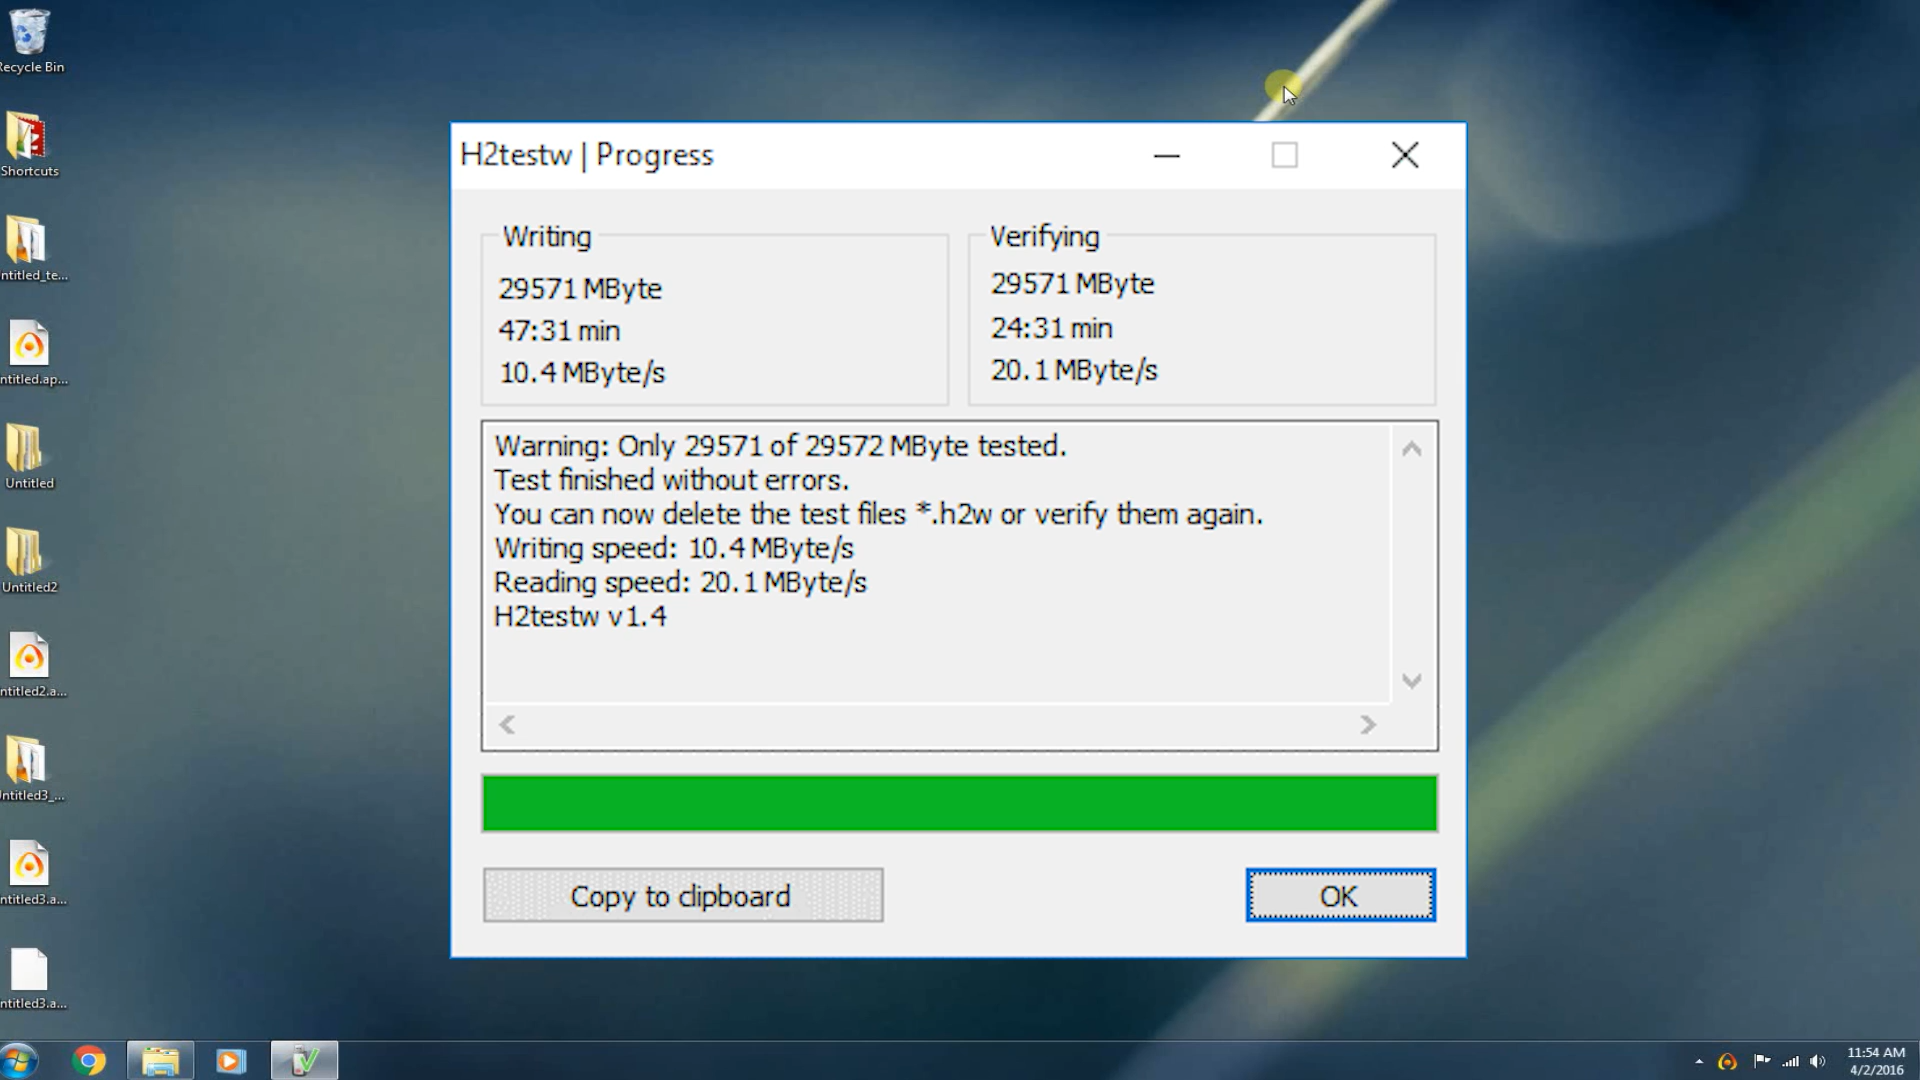 Recycle Bin
Shortcuts
ntitled_te...
ntitled.ap...
Untitled
Untitled2
ntitled2.a...
ntitled3_...
ntitled3.a...
ntitled3.a...
H2testw | Progress
Writing
29571 MByte
47:31 min
10.4 MByte/s
Verifying
29571 MByte
24:31 min
20.1 MByte/s
Warning: Only 29571 of 29572 MByte tested.
Test finished without errors.
You can now delete the test files *.h2w or verify them again.
Writing speed: 10.4 MByte/s
Reading speed: 20.1 MByte/s
H2testw v1.4
Copy to clipboard
OK
11:54 AM
4/2/2016